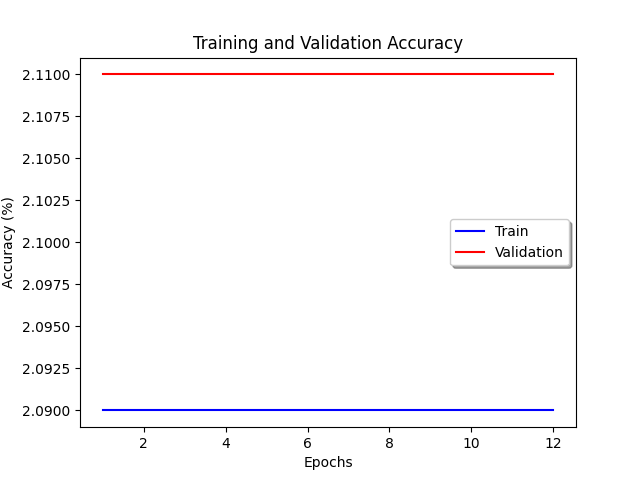 Training and Validation Accuracy
2.1100
2.1075
2.1050
2.1025
2.1000
2.0975
2.0950
2.0925
2.0900
Accuracy (%)
Train
Validation
2 4 6 8 10 12
Epochs